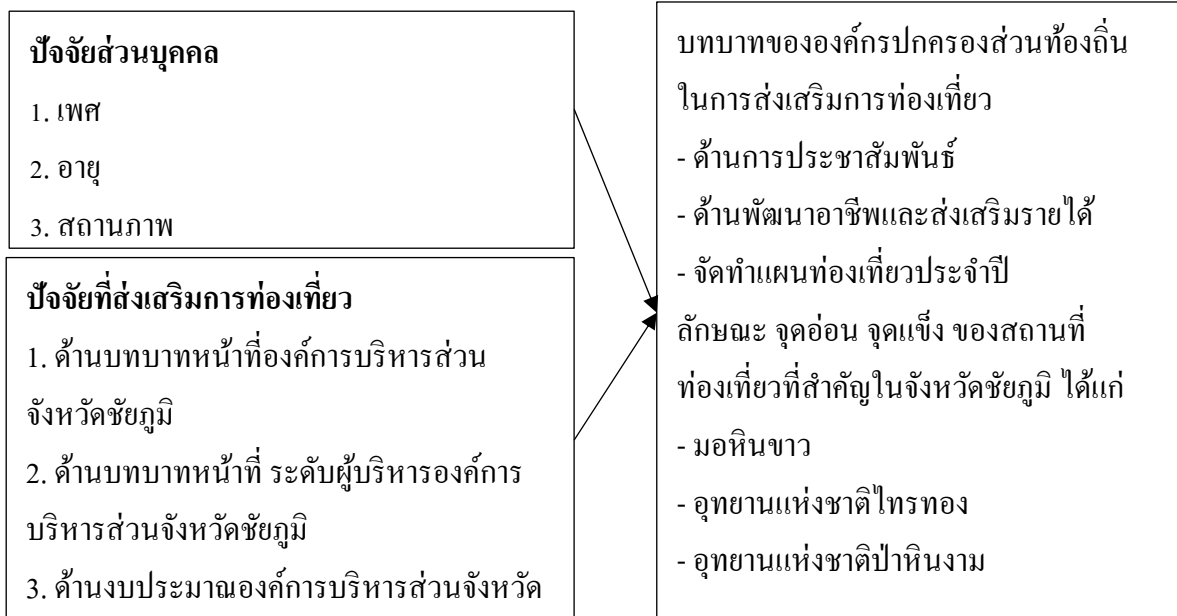 ปัจจัยส่วนบุคคล
1. เพศ
2. อายุ
3. สถานภาพ
ปัจจัยที่ส่งเสริมการท่องเที่ยว
1. ด้านบทบาทหน้าที่องค์การบริหารส่วน
จังหวัดชัยภูมิ
2. ด้านบทบาทหน้าที่ ระดับผู้บริหารองค์การ
บริหารส่วนจังหวัดชัยภูมิ
3. ด้านงบประมาณองค์การบริหารส่วนจังหวัด
บทบาทขององค์กรปกครองส่วนท้องถิ่น
ในการส่งเสริมการท่องเที่ยว
- ด้านการประชาสัมพันธ์
- ด้านพัฒนาอาชีพและส่งเสริมรายได้
- จัดทำแผนท่องเที่ยวประจำปี
ลักษณะ จุดอ่อน จุดแข็ง ของสถานที่
ท่องเที่ยวที่สำคัญในจังหวัดชัยภูมิ ได้แก่
- มอหินขาว
- อุทยานแห่งชาติไทรทอง
- อุทยานแห่งชาติป่าหินงาม